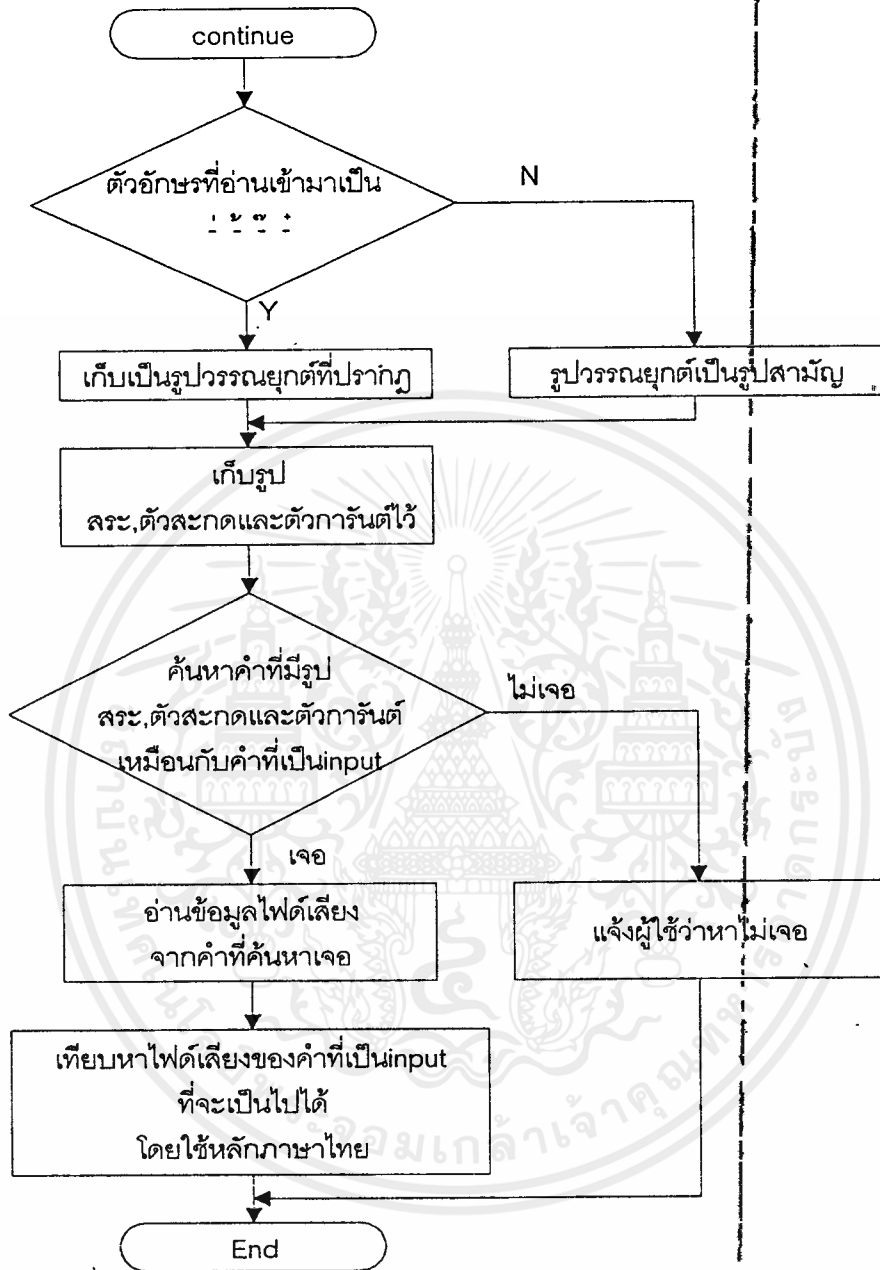 continue
ตัวอักษรที่อ่านเข้ามาเป็น
-่ -้ -๊ -๋
N
Y
เก็บเป็นรูปวรรณยุกต์ที่ปรากฏ
รูปวรรณยุกต์เป็นรูปสามัญ
เก็บรูป
สระ,ตัวสะกดและตัวการันต์ไว้
ค้นหาคำที่มีรูป
สระ,ตัวสะกดและตัวการันต์
เหมือนกับคำที่เป็นinput
ไม่เจอ
เจอ
อ่านข้อมูลไฟด์เสียง
จากคำที่ค้นหาเจอ
แจ้งผู้ใช้ว่าหาไม่เจอ
เทียบหาไฟด์เสียงของคำที่เป็นinput
ที่จะเป็นไปได้
โดยใช้หลักภาษาไทย
End